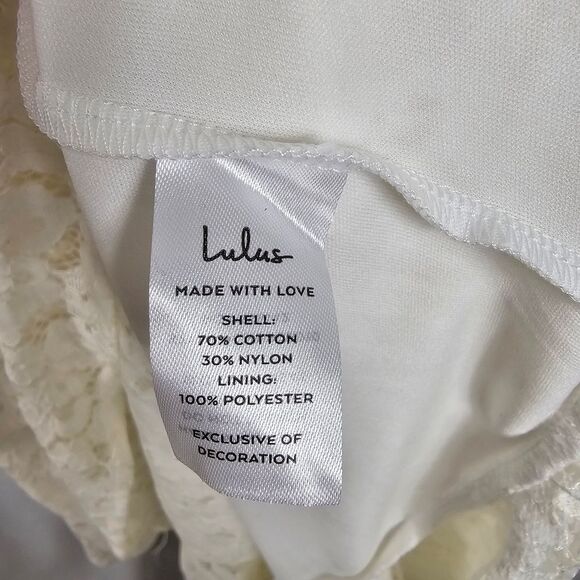 Lulus
MADE WITH LOVE
SHELL:
70% COTTON
30% NYLON
LINING:
100% POLYESTER
EXCLUSIVE OF
DECORATION